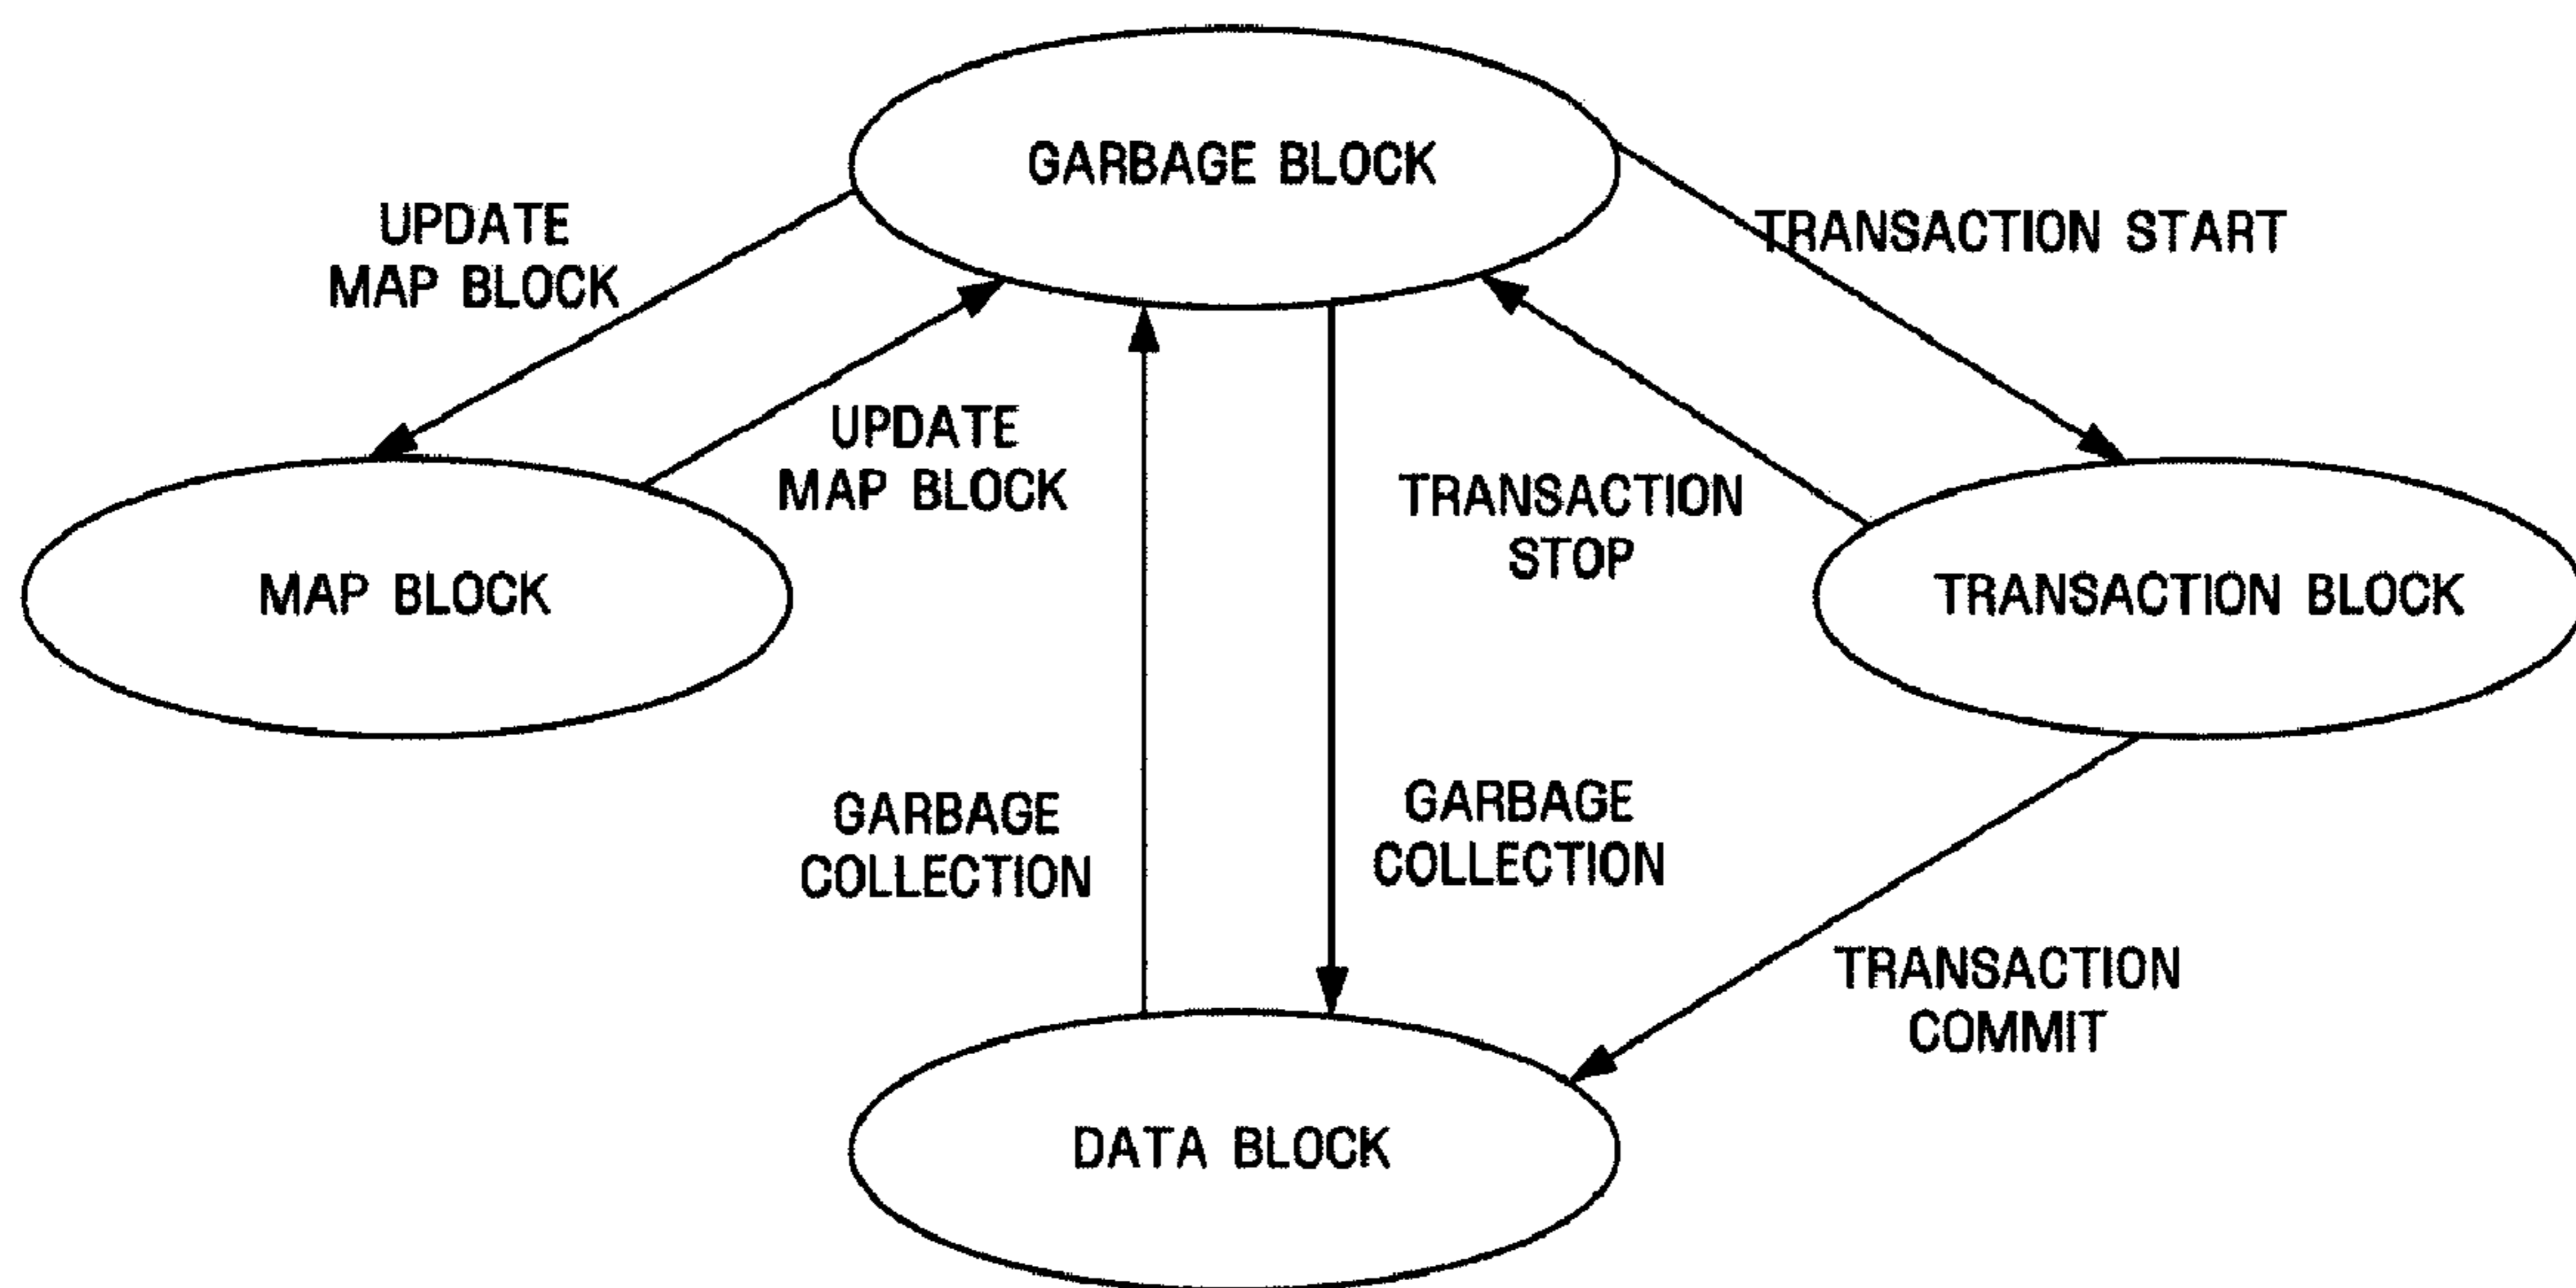 GARBAGE BLOCK
UPDATE
MAP BLOCK
TRANSACTION START
UPDATE
MAP BLOCK
TRANSACTION
STOP
MAP BLOCK
TRANSACTION BLOCK
GARBAGE
COLLECTION
GARBAGE
COLLECTION
TRANSACTION
COMMIT
DATA BLOCK